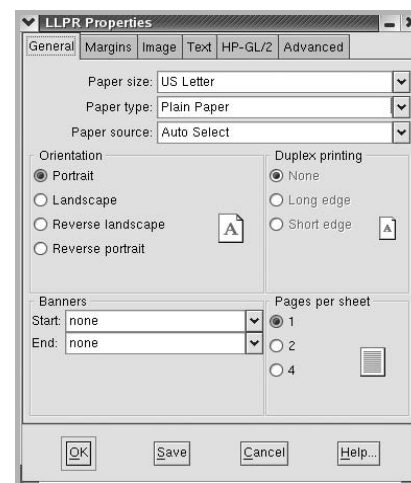 LLPR Properties
General Margins Image Text HP-GL/2 Advanced
Paper size: US Letter
Paper type: Plain Paper
Paper source: Auto Select
Orientation
Portrait
Landscape
Reverse landscape
Reverse portrait
A
Duplex printing
None
Long edge
Short edge
A
Banners
Start: none
End: none
Pages per sheet
1
2
4
OK Save Cancel Help...